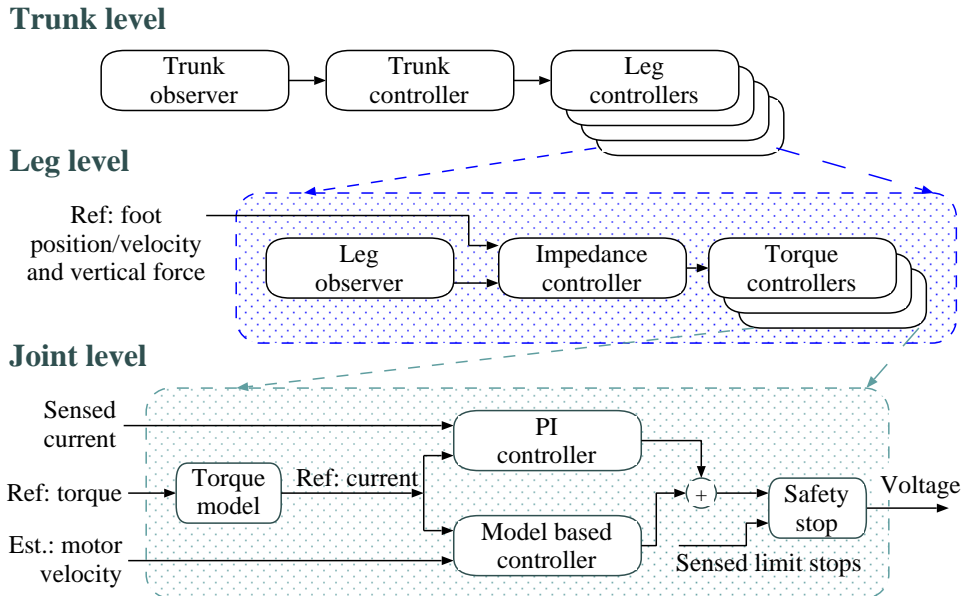 Trunk level
Trunk
observer
Trunk
controller
Leg
controllers
Leg level
Ref: foot
position/velocity
and vertical force
Leg
observer
Impedance
controller
Torque
controllers
Joint level
Sensed
current
PI
controller
Ref: torque
Torque
model
Ref: current
+
Safety
stop
Voltage
Est.: motor
velocity
Model based
controller
Sensed limit stops